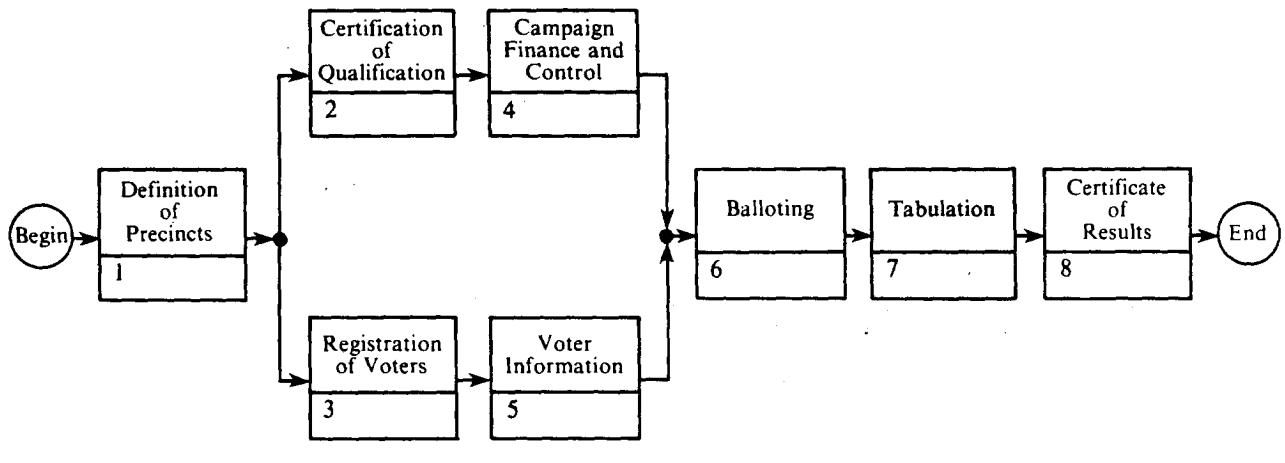 Begin
Definition
of
Precincts
1
Certification
of
Qualification
2
Campaign
Finance and
Control
4
Registration
of Voters
3
Voter
Information
5
Balloting
6
Tabulation
7
Certificate
of
Results
8
End